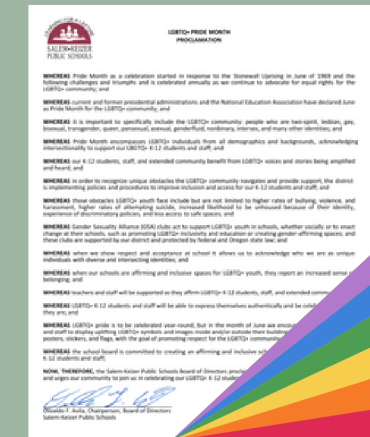 LEARNING FOR A LIFETIME
SALEM-KEIZER
PUBLIC SCHOOLS
LGBTQ+ PRIDE MONTH
PROCLAMATION
WHEREAS Pride Month as a celebration started in response to the Stonewall Uprising in June of 1969 and the
following challenges and triumphs and is celebrated annually as we continue to advocate for equal rights for the
LGBTQ+ community; and
WHEREAS current and former presidential administrations and the National Education Association have declared June
as Pride Month for the LGBTQ+ community; and
WHEREAS it is important to specifically include the LGBTQ+ community: people who are two-spirit, lesbian, gay,
bisexual, transgender, queer, pansexual, asexual, genderfluid, nonbinary, intersex, and many other identities; and
WHEREAS Pride Month encompasses LGBTQ+ individuals from all demographics and backgrounds, acknowledging
intersectionality to support our LGBTQ+ K-12 students and staff; and
WHEREAS our K-12 students, staff, and extended community benefit from LGBTQ+ voices and stories being amplified
and heard; and
WHEREAS in order to recognize unique obstacles the LGBTQ+ community navigates and provide support, the district
is implementing policies and procedures to improve inclusion and access for our K-12 students and staff; and
WHEREAS those obstacles LGBTQ+ youth face include but are not limited to higher rates of bullying, violence, and
harassment, higher rates of attempting suicide, increased likelihood to be unhoused because of their identity,
experience of discriminatory policies, and less access to safe spaces; and
WHEREAS Gender Sexuality Alliance (GSA) clubs act to support LGBTQ+ youth in schools, whether socially or to enact
change at their schools, such as promoting LGBTQ+ inclusivity and education or creating gender affirming spaces; and
these clubs are supported by our district and protected by federal and Oregon state law; and
WHEREAS when we show respect and acceptance at school it allows us to acknowledge who we are as unique
individuals with diverse and intersecting identities; and
WHEREAS when our schools are affirming and inclusive spaces for LGBTQ+ youth, they report an increased sense
belonging; and
WHEREAS teachers and staff will be supported as they affirm LGBTQ+ K-12 students, staff, and extended
WHEREAS LGBTQ+ K-12 students and staff will be able to express themselves authentically and be
they are; and
WHEREAS LGBTQ+ pride is to be celebrated year-round, but in the month of June we
and staff to display uplifting LGBTQ+ symbols and images inside and/or outside their
posters, stickers, and flags, with the goal of promoting respect for the LGBTQ+
WHEREAS the school board is committed to creating an affirming and inclusive
K-12 students and staff;
NOW, THEREFORE, the Salem-Keizer Public Schools Board of Directors
and urges our community to join us in celebrating our LGBTQ+ K-12
Osvaldo F. Avila, Chairperson, Board of Directors
Salem-Keizer Public Schools